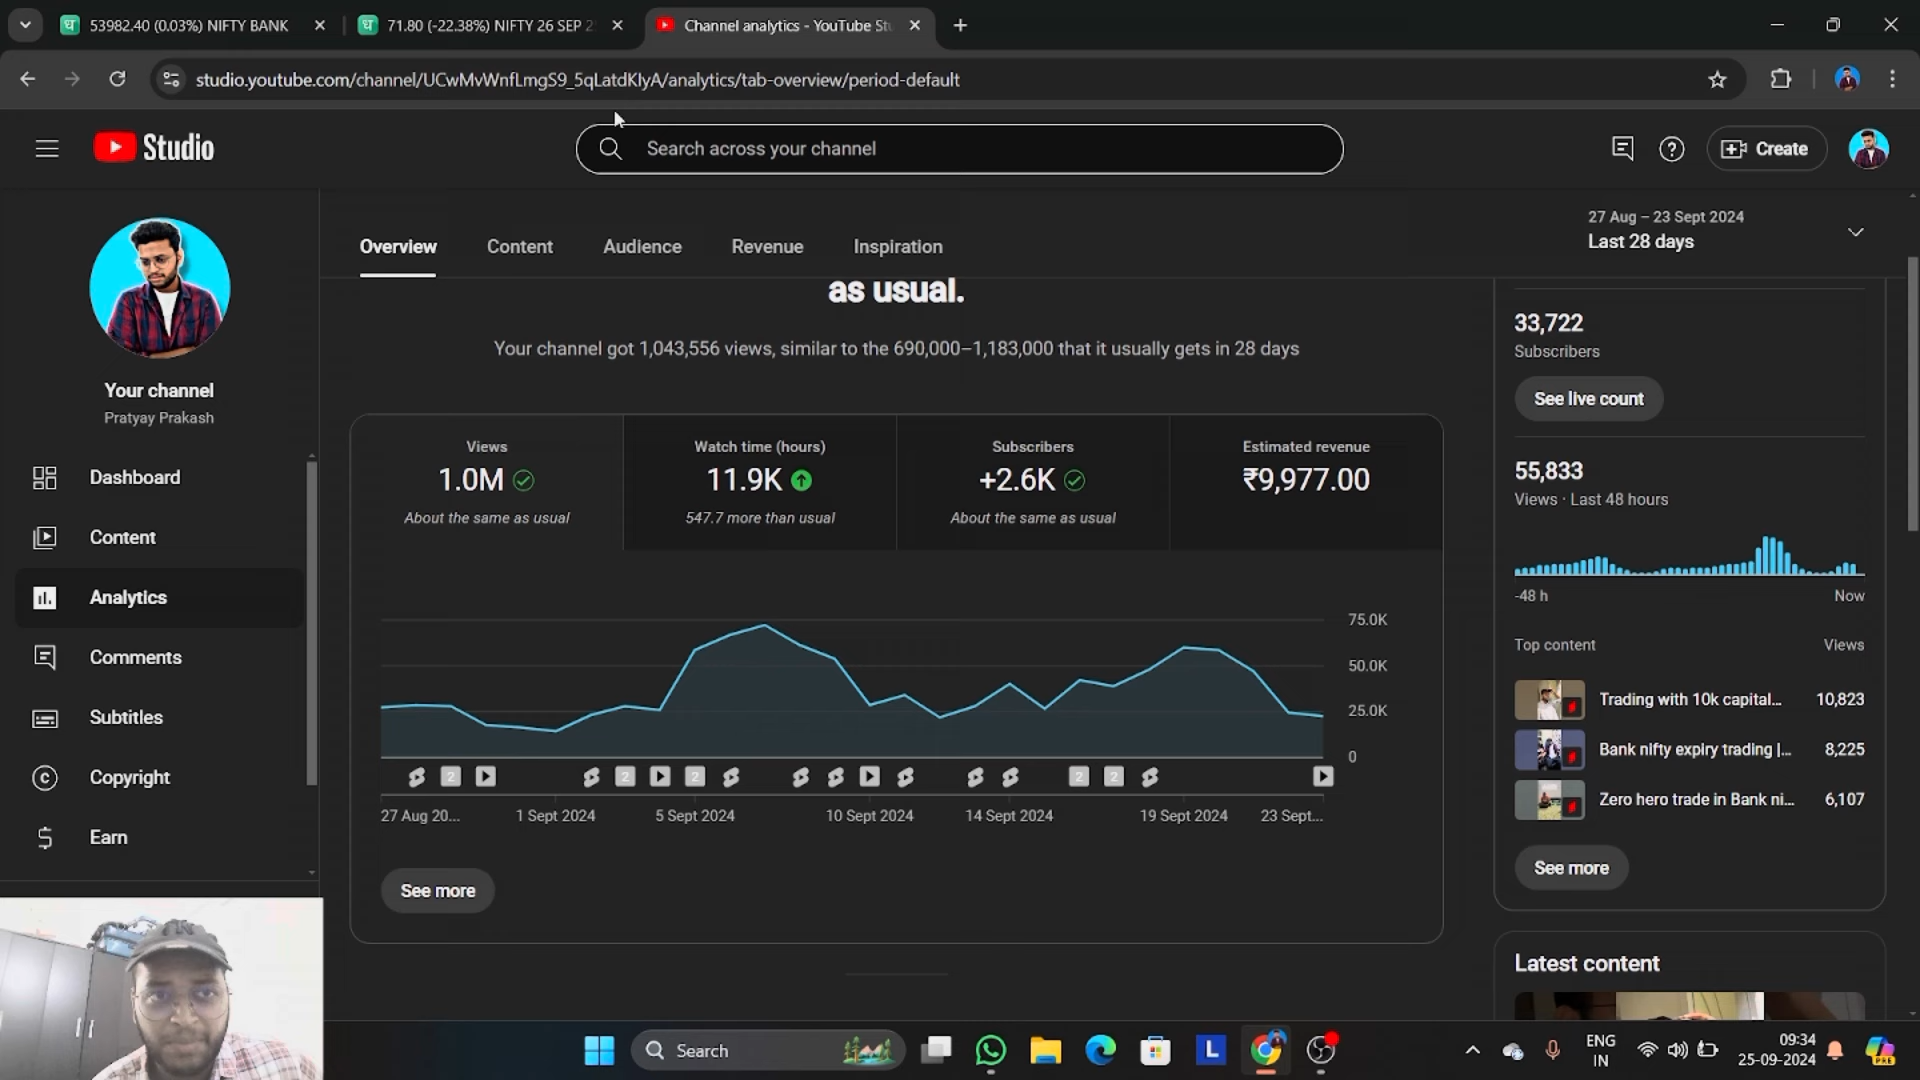 53982.40 (0.03%) NIFTY BANK
71.80 (-22.38%) NIFTY 26 SEP 2
Channel analytics - YouTube Stu
studio.youtube.com/channel/UCwMvWnfLmgS9_5qLatdKIyA/analytics/tab-overview/period-default
Studio
Search across your channel
Create
Your channel
Pratyay Prakash
Dashboard
Content
Analytics
Comments
Subtitles
Copyright
Earn
Overview
Content
Audience
Revenue
Inspiration
27 Aug – 23 Sept 2024
Last 28 days
as usual.
Your channel got 1,043,556 views, similar to the 690,000–1,183,000 that it usually gets in 28 days
Views
1.0M
About the same as usual
Watch time (hours)
11.9K
547.7 more than usual
Subscribers
+2.6K
About the same as usual
Estimated revenue
₹9,977.00
75.0K
50.0K
25.0K
0
2
2
2
2
2
27 Aug 20...
1 Sept 2024
5 Sept 2024
10 Sept 2024
14 Sept 2024
19 Sept 2024
23 Sept...
See more
33,722
Subscribers
See live count
55,833
Views · Last 48 hours
-48 h
Now
Top content
Views
Trading with 10k capital...
10,823
Bank nifty expiry trading |...
8,225
Zero hero trade in Bank ni...
6,107
See more
Latest content
Search
L
ENG
IN
09:34
25-09-2024
PRE